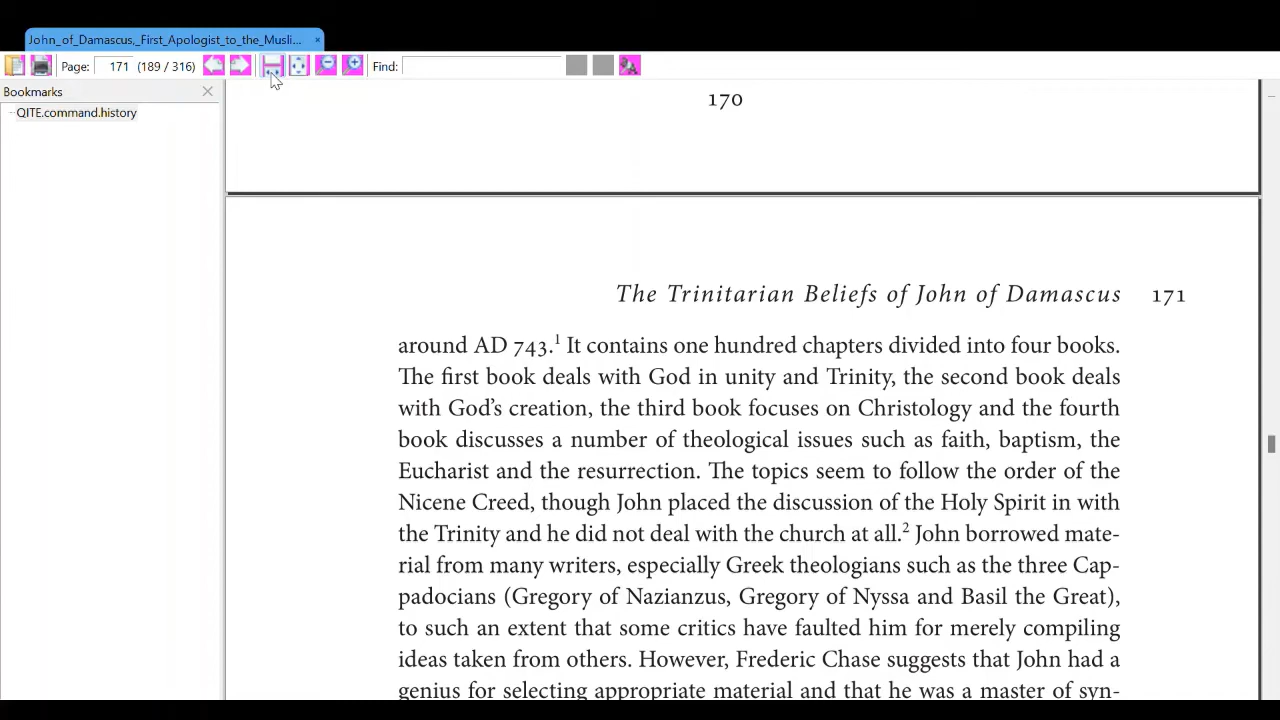 John_of_Damascus,_First_Apologist_to_the_Musli... ×
Page: 171 (189 / 316) Find:
Bookmarks
QITE.command.history
170
The Trinitarian Beliefs of John of Damascus 171
around AD 743.1 It contains one hundred chapters divided into four books.
The first book deals with God in unity and Trinity, the second book deals
with God’s creation, the third book focuses on Christology and the fourth
book discusses a number of theological issues such as faith, baptism, the
Eucharist and the resurrection. The topics seem to follow the order of the
Nicene Creed, though John placed the discussion of the Holy Spirit in with
the Trinity and he did not deal with the church at all.2 John borrowed mate-
rial from many writers, especially Greek theologians such as the three Cap-
padocians (Gregory of Nazianzus, Gregory of Nyssa and Basil the Great),
to such an extent that some critics have faulted him for merely compiling
ideas taken from others. However, Frederic Chase suggests that John had a
genius for selecting appropriate material and that he was a master of syn-